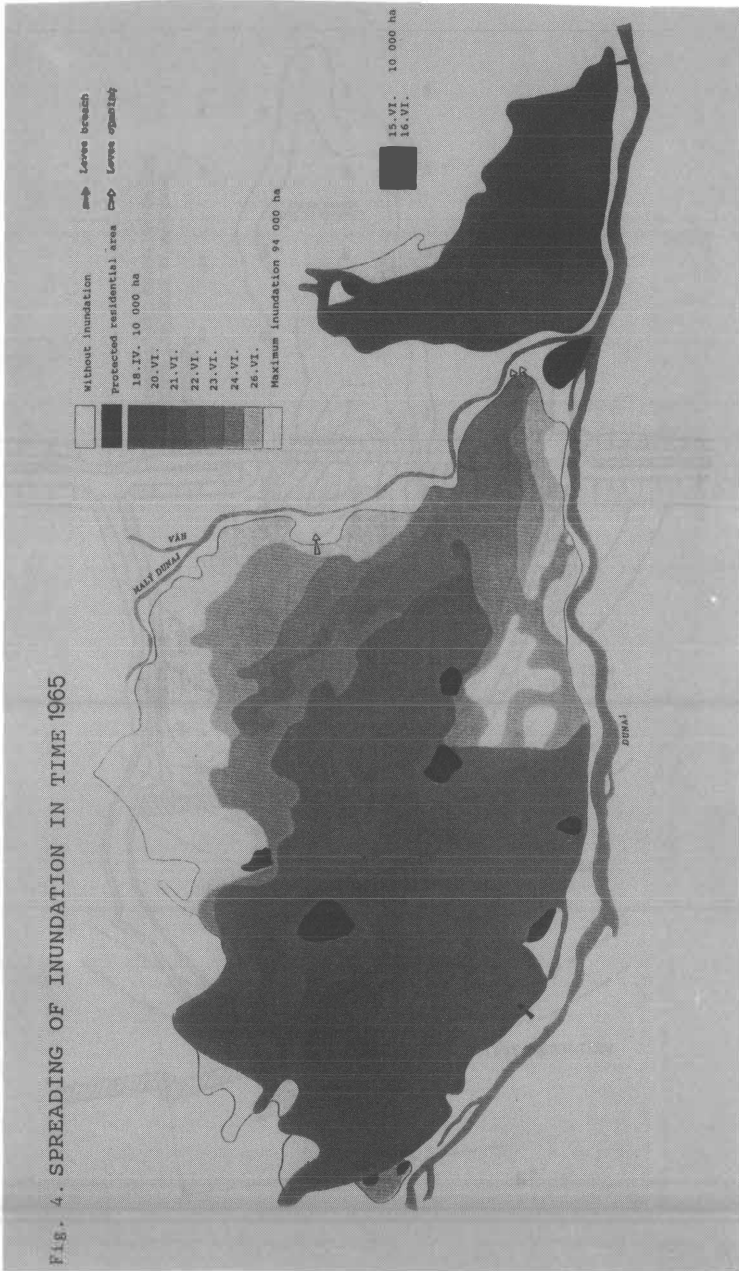 Fig. 4. SPREADING OF INUNDATION IN TIME 1965
Without inundation
Protected residential area
18.IV. 10 000 ha
20.VI.
21.VI.
22.VI.
23.VI.
24.VI.
26.VI.
Maximum inundation 94 000 ha
Levee breach
Levee opening
15.VI. 10 000 ha
16.VI.
VÁH
MALÝ DUNAJ
DUNAJ